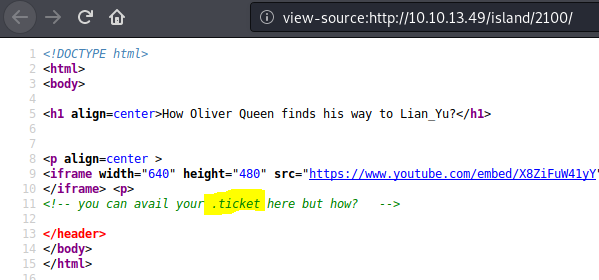 view-source:http://10.10.13.49/island/2100/
1 <!DOCTYPE html>
2 <html>
3 <body>
4
5 <h1 align=center>How Oliver Queen finds his way to Lian_Yu?</h1>
6
7
8 <p align=center >
9 <iframe width="640" height="480" src="https://www.youtube.com/embed/X8ZiFuW41yY"
10 </iframe> <p>
11 <!-- you can avail your .ticket here but how?   -->
12
13 </header>
14 </body>
15 </html>
16